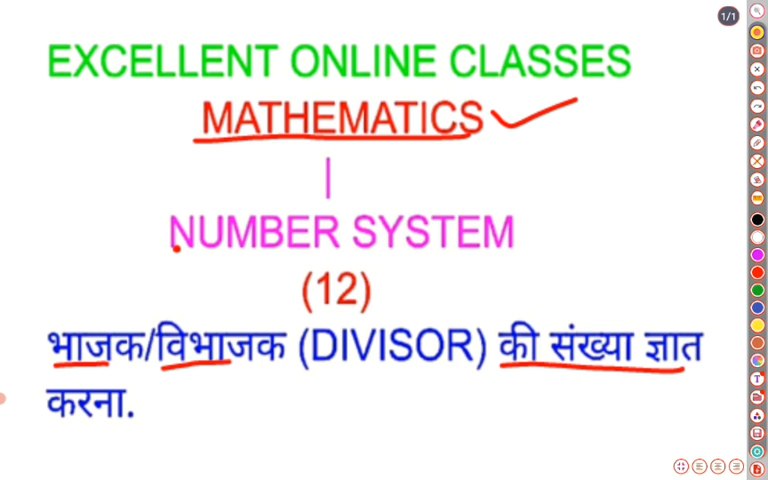 1/1
EXCELLENT ONLINE CLASSES
MATHEMATICS
|
NUMBER SYSTEM
(12)
भाजक/विभाजक (DIVISOR) की संख्या ज्ञात
करना.